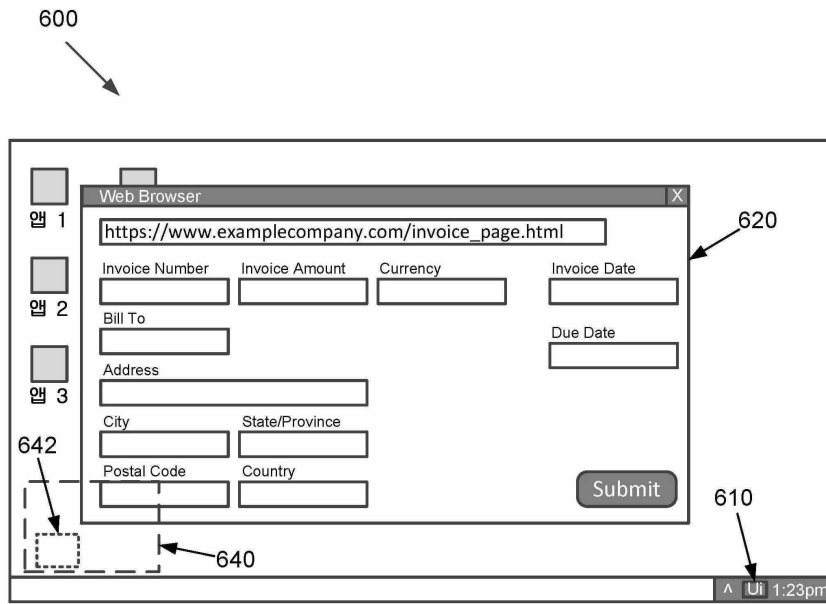 600
Web Browser X
앱 1
https://www.examplecompany.com/invoice_page.html
620
Invoice Number Invoice Amount Currency Invoice Date
앱 2
Bill To
Due Date
Address
앱 3
City State/Province
642
Postal Code Country
Submit
610
640
^ Ui 1:23pm